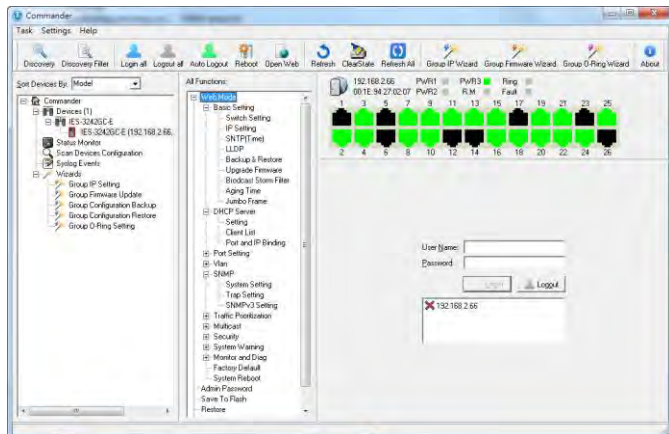 Commander
Task Settings Help
Discovery Discovery Filter Login all Logout all Auto Logout Reboot Open Web Refresh ClearState Refresh All Group IP Wizard Group Firmware Wizard Group O-Ring Wizard About
Sort Devices By: Model
Commander
Devices (1)
IES-3242GC-E
IES-3242GC-E (192.168.2.66,
Status Monitor
Scan Devices Configuration
Syslog Events
Wizards
Group IP Setting
Group Firmware Update
Group Configuration Backup
Group Configuration Restore
Group O-Ring Setting
All Functions:
Web Mode
Basic Setting
Switch Setting
IP Setting
SNTP(Time)
LLDP
Backup & Restore
Upgrade Firmware
Brodcast Storm Filter
Aging Time
Jumbo Frame
DHCP Server
Setting
Client List
Port and IP Binding
Port Setting
Vlan
SNMP
System Setting
Trap Setting
SNMPv3 Setting
Traffic Prioritization
Multicast
Security
System Warning
Monitor and Diag
Factory Default
System Reboot
Admin Password
Save To Flash
Restore
192.168.2.66 PWR1 PWR3 Ring
00:1E:94:27:02:07 PWR2 R.M Fault
1 3 5 7 9 11 13 15 17 19 21 23 25
2 4 6 8 10 12 14 16 18 20 22 24 26
User Name:
Password:
Login Logout
192.168.2.66